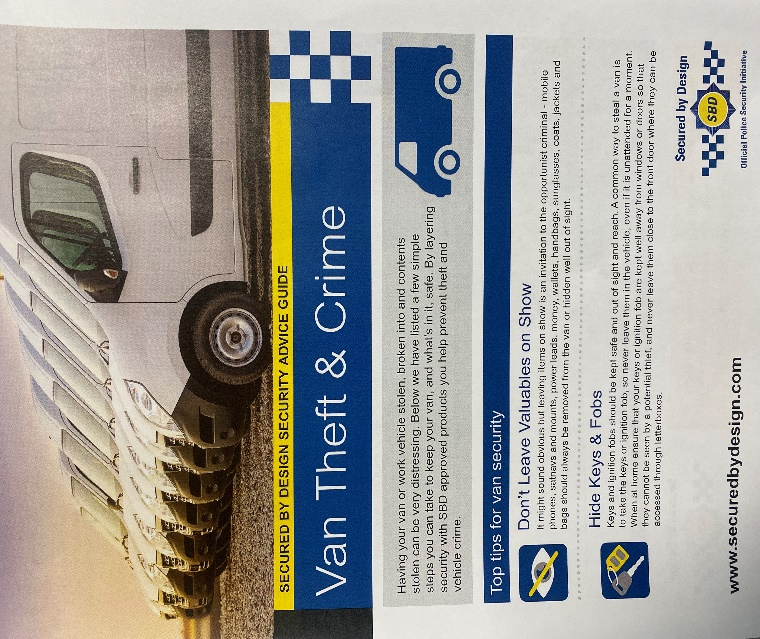 SECURED BY DESIGN SECURITY ADVICE GUIDE
Van Theft & Crime
Having your van or work vehicle stolen, broken into and contents
stolen can be very distressing. Below we have listed a few simple
steps you can take to keep your van, and what's in it, safe. By layering
security with SBD approved products you help prevent theft and
vehicle crime.
Top tips for van security
Don't Leave Valuables on Show
It might sound obvious but leaving items on show is an invitation to the opportunist criminal - mobile
phones, satnavs and mounts, power leads, money, wallets, handbags, sunglasses, coats, jackets and
bags should always be removed from the van or hidden well out of sight.
Hide Keys & Fobs
Keys and ignition fobs should be kept safe and out of sight and reach. A common way to steal a van is
to take the keys or ignition fob, so never leave them in the vehicle, even if it is unattended for a moment.
When at home ensure that your keys or ignition fob are kept well away from windows or doors so that
they cannot be seen by a potential thief, and never leave them close to the front door where they can be
accessed through letterboxes.
www.securedbydesign.com
Secured by Design
SBD
Official Police Security Initiative